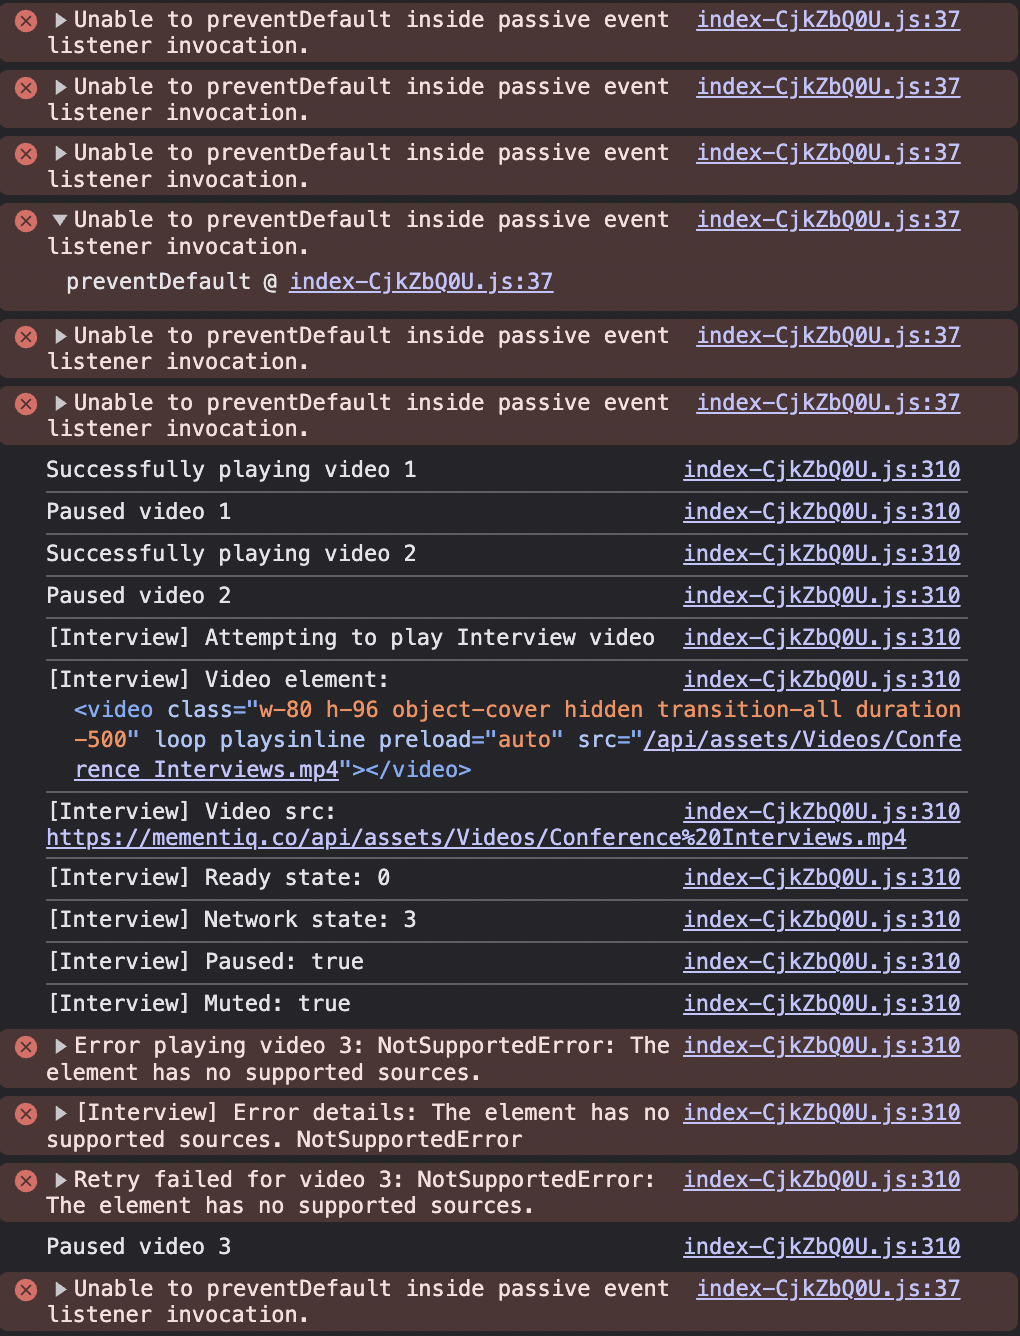 Unable to preventDefault inside passive event index-CjkZbQ0U.js:37
listener invocation.
Unable to preventDefault inside passive event index-CjkZbQ0U.js:37
listener invocation.
Unable to preventDefault inside passive event index-CjkZbQ0U.js:37
listener invocation.
Unable to preventDefault inside passive event index-CjkZbQ0U.js:37
listener invocation.
preventDefault @ index-CjkZbQ0U.js:37
Unable to preventDefault inside passive event index-CjkZbQ0U.js:37
listener invocation.
Unable to preventDefault inside passive event index-CjkZbQ0U.js:37
listener invocation.
Successfully playing video 1 index-CjkZbQ0U.js:310
Paused video 1 index-CjkZbQ0U.js:310
Successfully playing video 2 index-CjkZbQ0U.js:310
Paused video 2 index-CjkZbQ0U.js:310
[Interview] Attempting to play Interview video index-CjkZbQ0U.js:310
[Interview] Video element: index-CjkZbQ0U.js:310
<video class="w-80 h-96 object-cover hidden transition-all duration
-500" loop playsinline preload="auto" src="/api/assets/Videos/Confe
rence Interviews.mp4"></video>
[Interview] Video src: index-CjkZbQ0U.js:310
https://mementiq.co/api/assets/Videos/Conference%20Interviews.mp4
[Interview] Ready state: 0 index-CjkZbQ0U.js:310
[Interview] Network state: 3 index-CjkZbQ0U.js:310
[Interview] Paused: true index-CjkZbQ0U.js:310
[Interview] Muted: true index-CjkZbQ0U.js:310
Error playing video 3: NotSupportedError: The index-CjkZbQ0U.js:310
element has no supported sources.
[Interview] Error details: The element has no index-CjkZbQ0U.js:310
supported sources. NotSupportedError
Retry failed for video 3: NotSupportedError: index-CjkZbQ0U.js:310
The element has no supported sources.
Paused video 3 index-CjkZbQ0U.js:310
Unable to preventDefault inside passive event index-CjkZbQ0U.js:37
listener invocation.